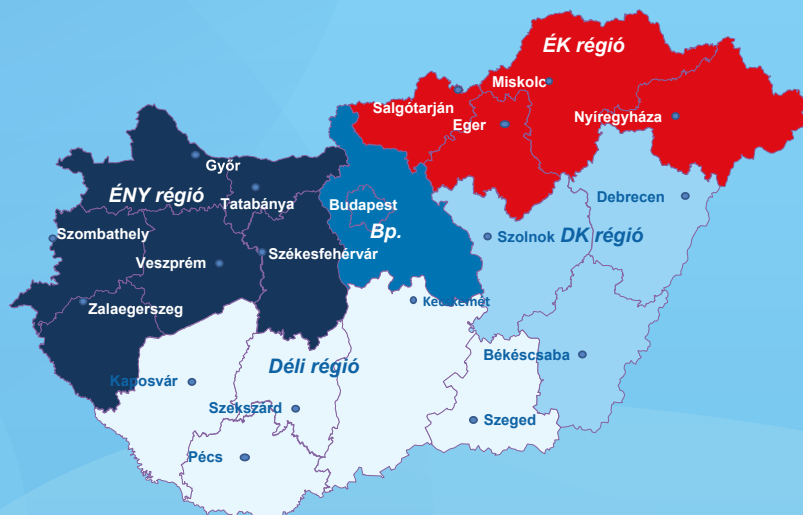 ÉK régió
Miskolc
Salgótarján
Nyíregyháza
Eger
Győr
ÉNY régió
Tatabánya
Debrecen
Budapest
Bp.
Szombathely
Szolnok
DK régió
Székesfehérvár
Veszprém
Zalaegerszeg
Kecskemét
Békéscsaba
Déli régió
Kaposvár
Szekszárd
Szeged
Pécs